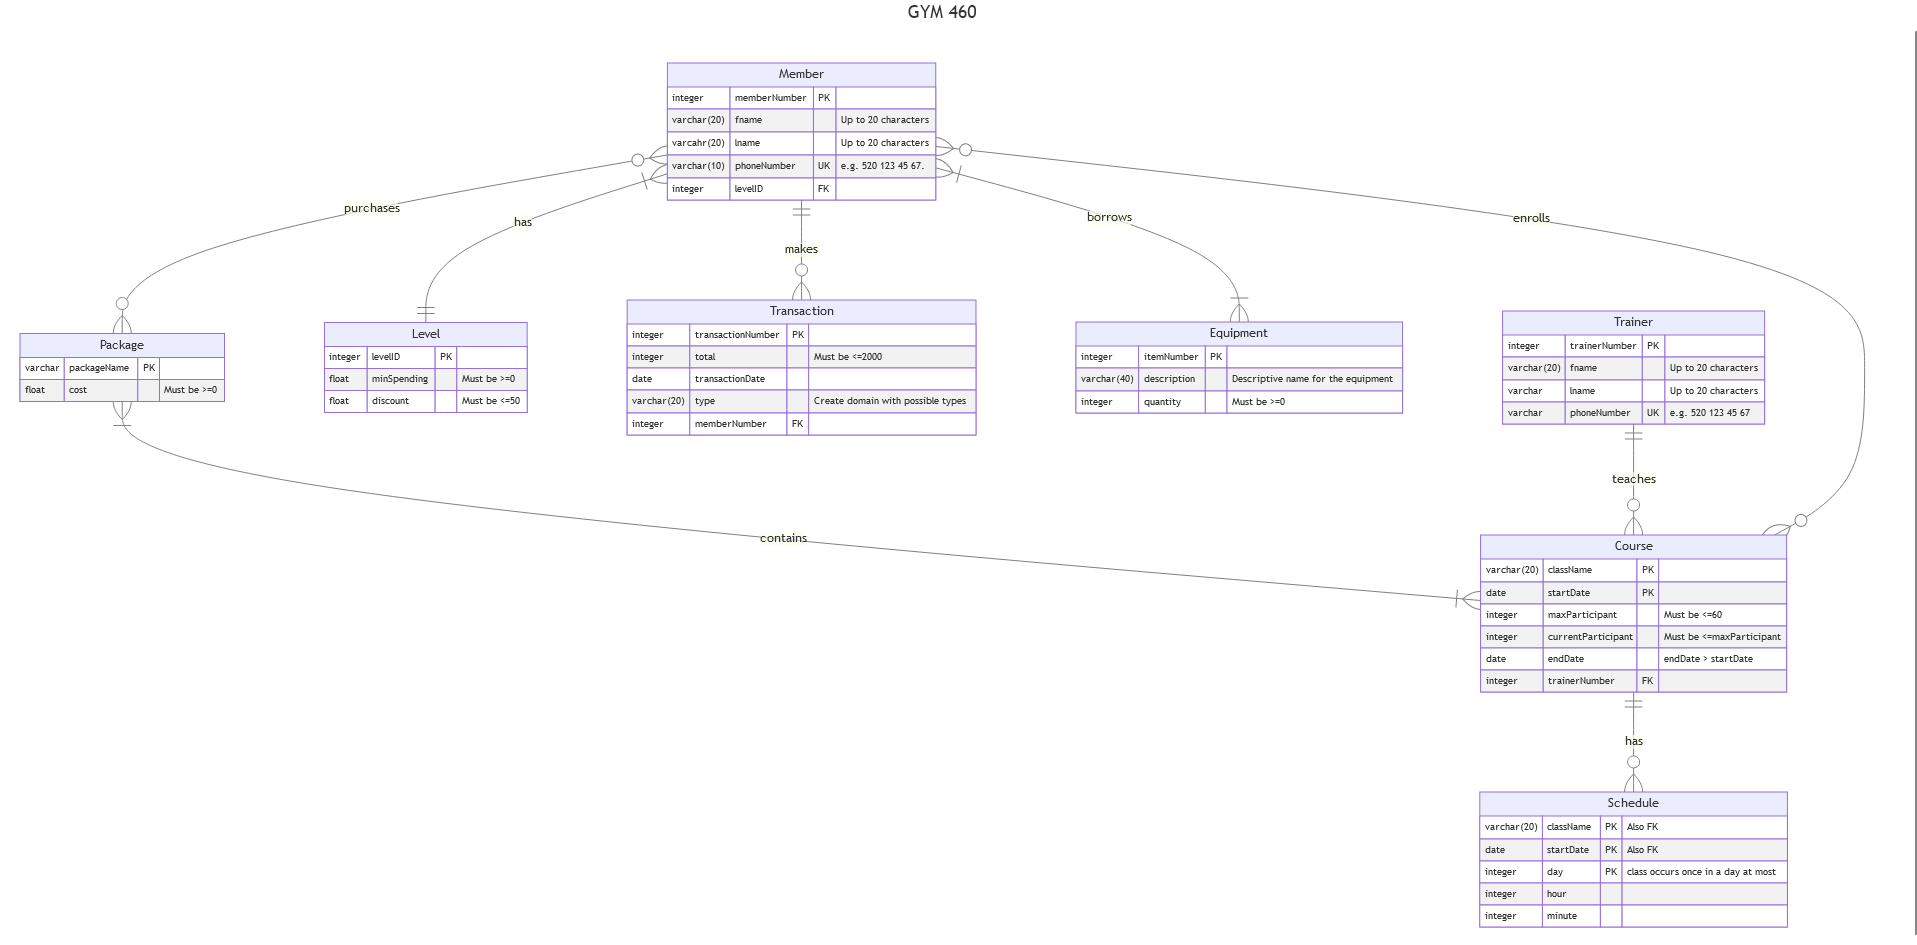 GYM 460
Member
integer memberNumber PK
varchar(20) fname Up to 20 characters
varcahr(20) lname Up to 20 characters
varchar(10) phoneNumber UK e.g. 520 123 45 67.
integer levelID FK
purchases
has
makes
borrows
enrolls
Package
varchar packageName PK
float cost Must be >=0
Level
integer levelID PK
float minSpending Must be >=0
float discount Must be <=50
Transaction
integer transactionNumber PK
integer total Must be <=2000
date transactionDate
varchar(20) type Create domain with possible types
integer memberNumber FK
Equipment
integer itemNumber PK
varchar(40) description Descriptive name for the equipment
integer quantity Must be >=0
Trainer
integer trainerNumber PK
varchar(20) fname Up to 20 characters
varchar lname Up to 20 characters
varchar phoneNumber UK e.g. 520 123 45 67
teaches
contains
Course
varchar(20) className PK
date startDate PK
integer maxParticipant Must be <=60
integer currentParticipant Must be <=maxParticipant
date endDate endDate > startDate
integer trainerNumber FK
has
Schedule
varchar(20) className PK Also FK
date startDate PK Also FK
integer day PK class occurs once in a day at most
integer hour
integer minute